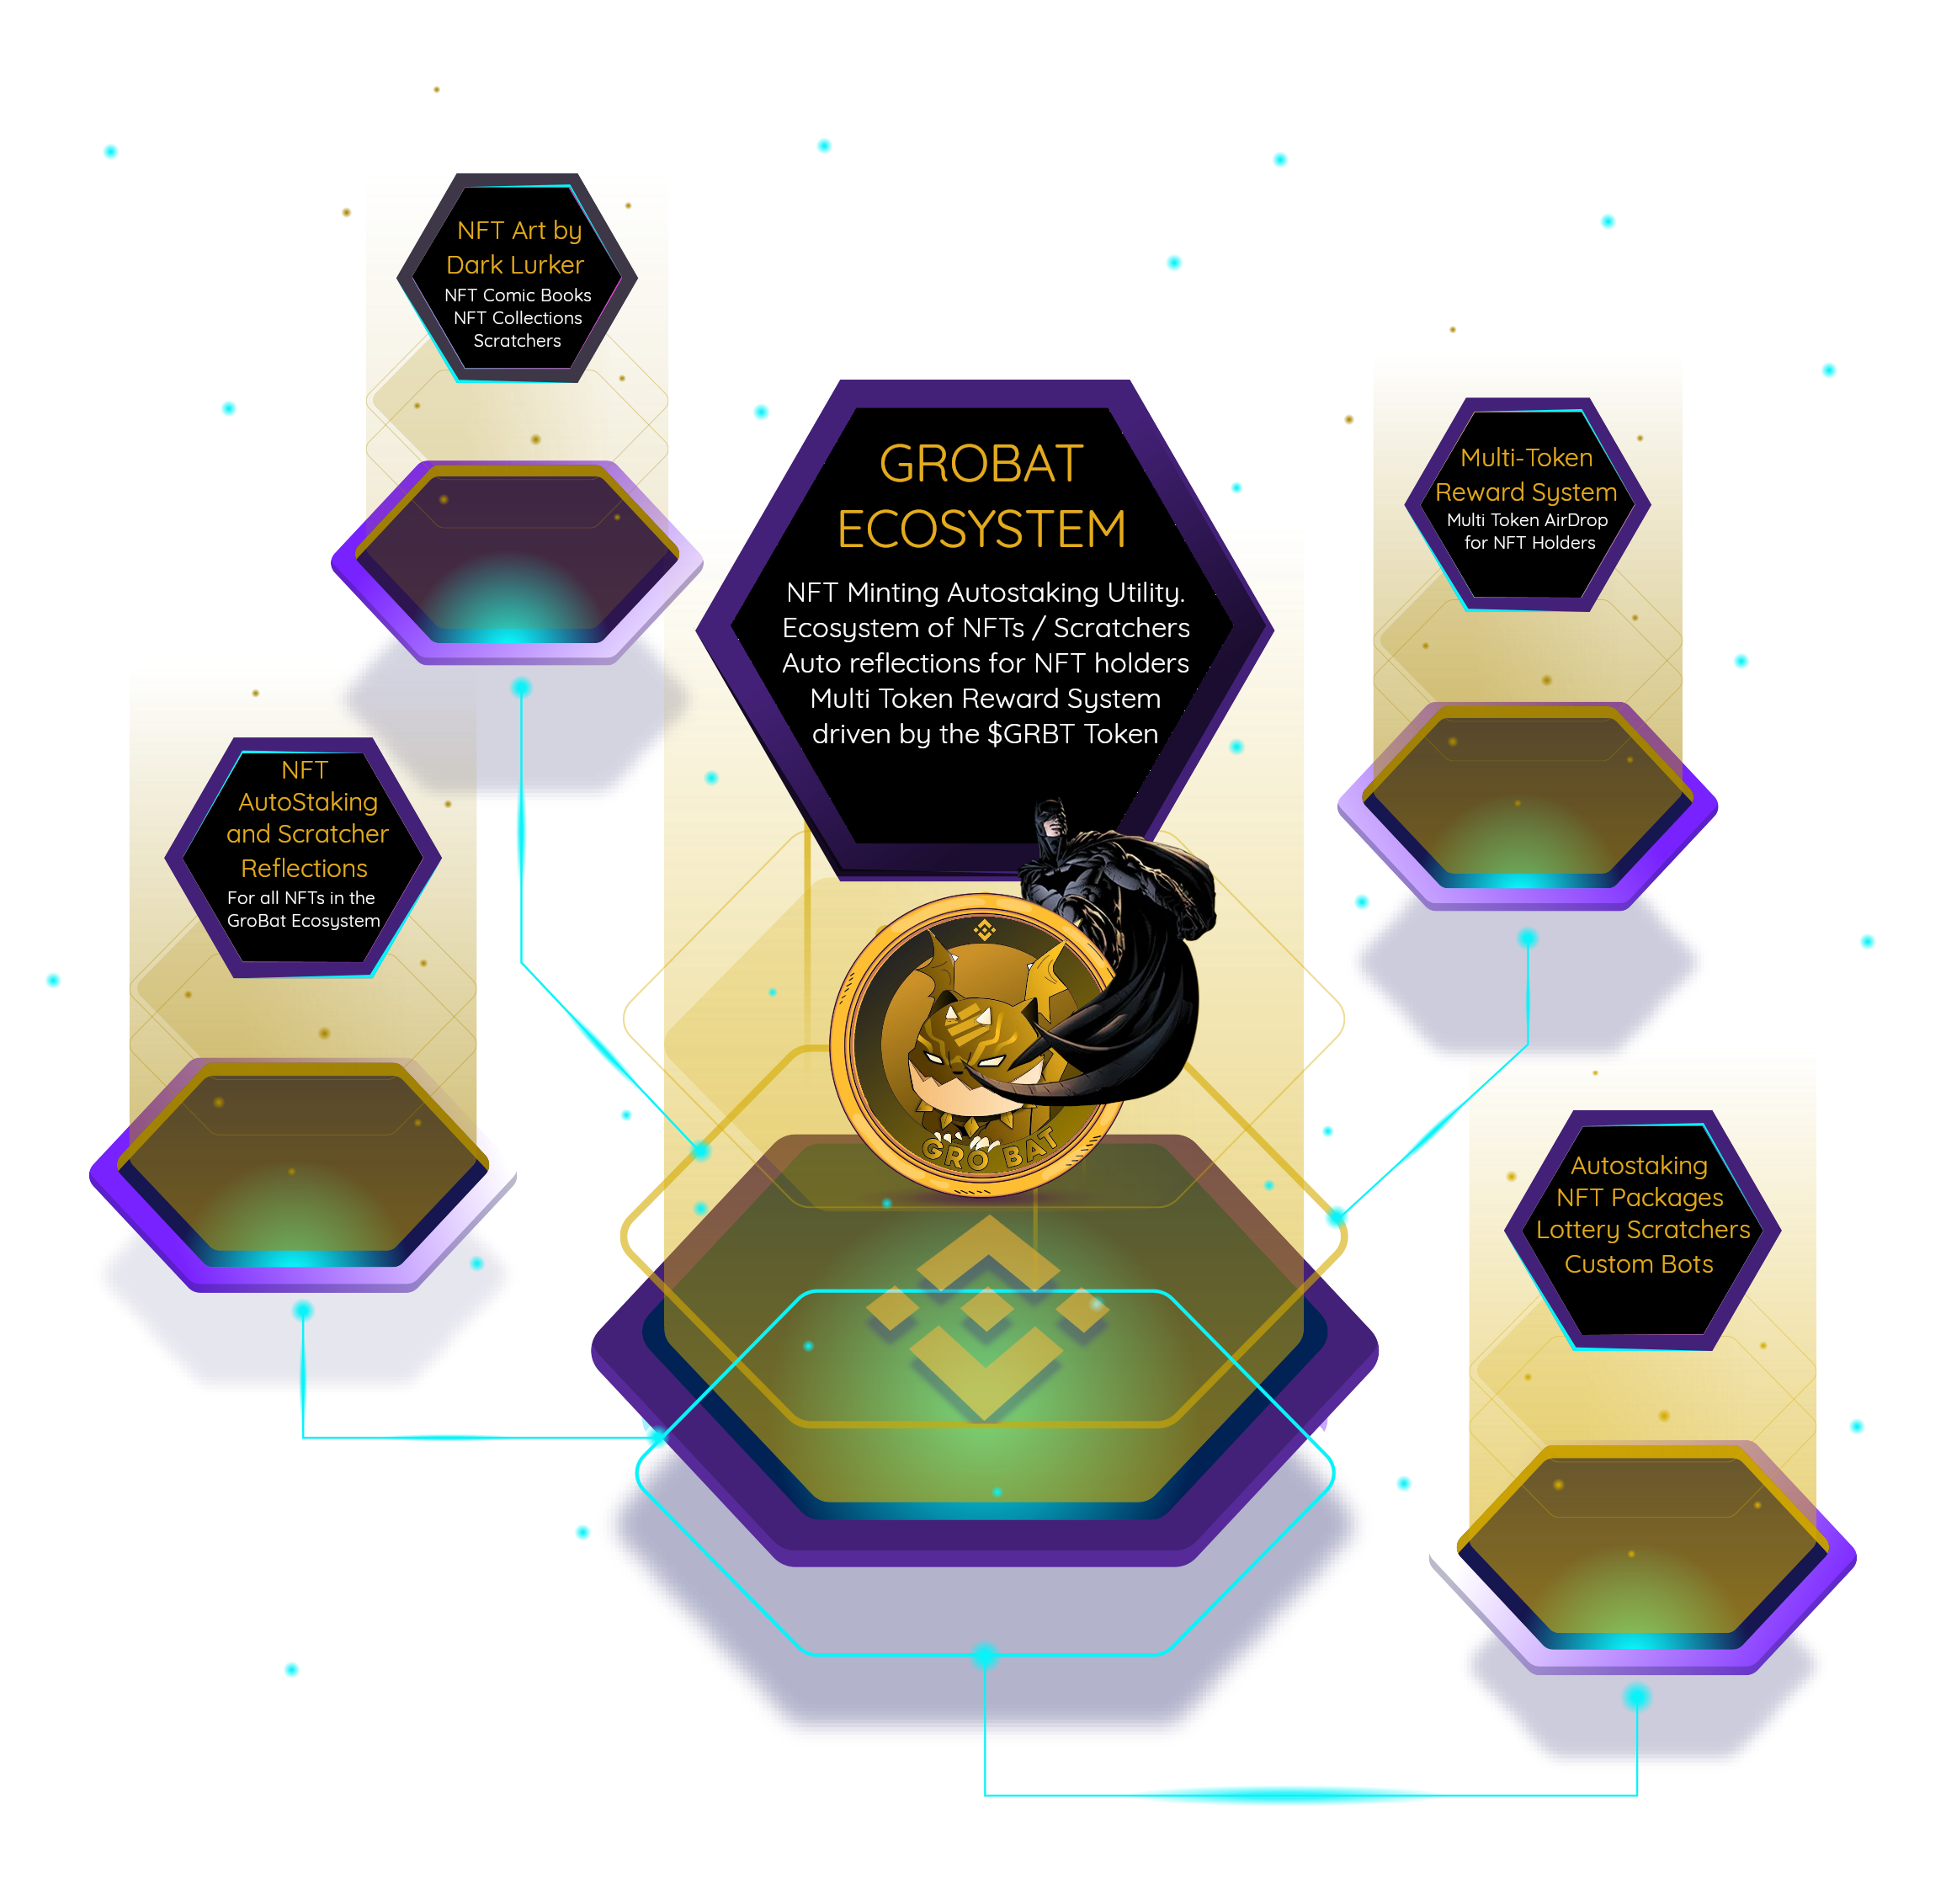 NFT Art by
Dark Lurker
NFT Comic Books
NFT Collections
Scratchers
GROBAT
ECOSYSTEM
NFT Minting Autostaking Utility.
Ecosystem of NFTs / Scratchers
Auto reflections for NFT holders
Multi Token Reward System
driven by the $GRBT Token
Multi-Token
Reward System
Multi Token AirDrop
for NFT Holders
NFT
AutoStaking
and Scratcher
Reflections
For all NFTs in the
GroBat Ecosystem
GRO BAT
Autostaking
NFT Packages
Lottery Scratchers
Custom Bots